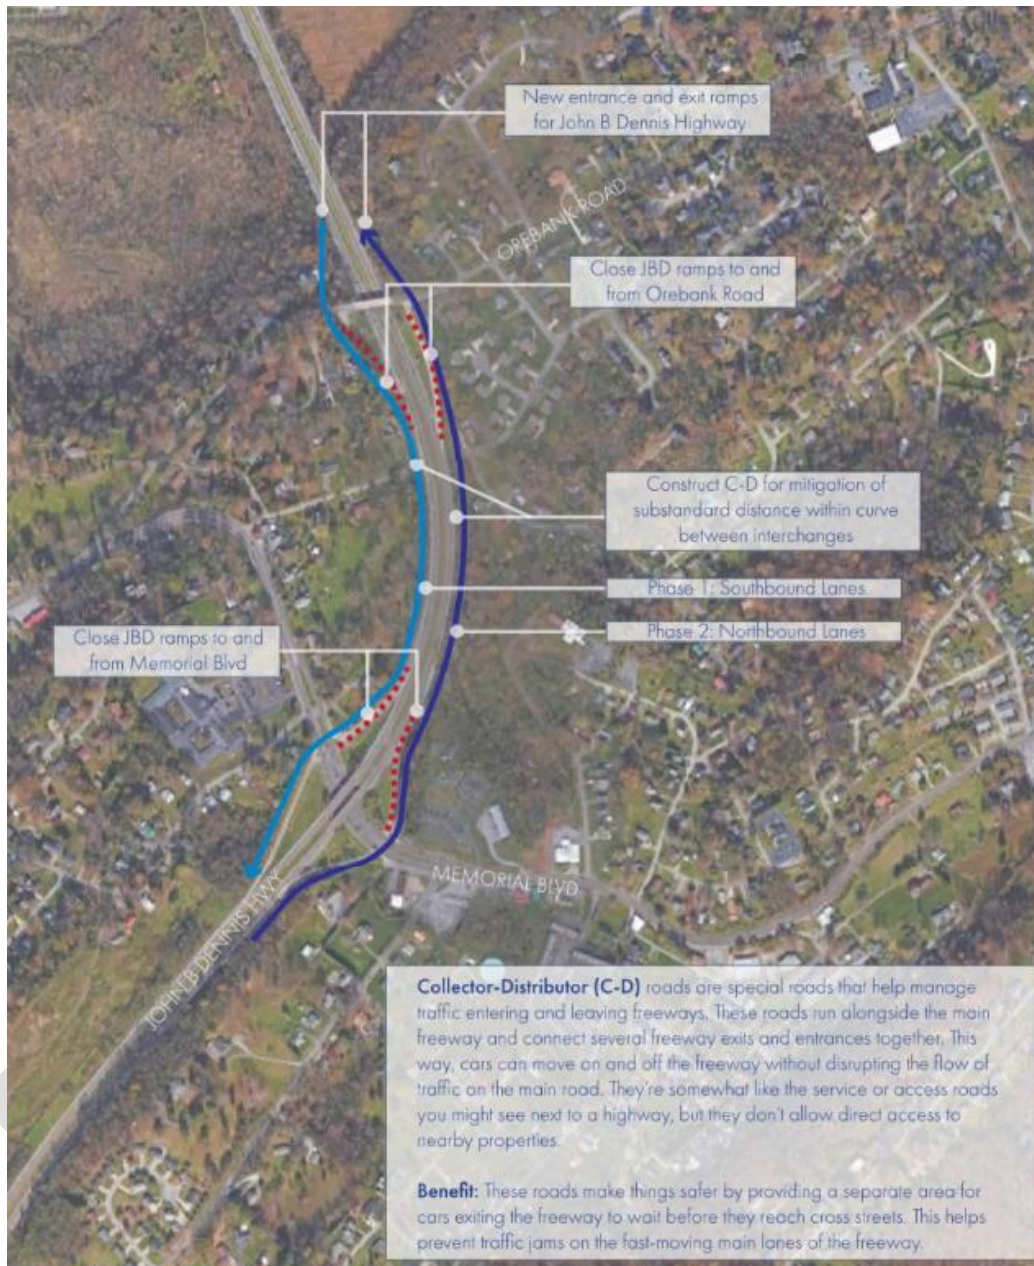 New entrance and exit ramps
for John B Dennis Highway
OREBANK ROAD
Close JBD ramps to and
from Orebank Road
Construct C-D for mitigation of
substandard distance within curve
between interchanges
Phase 1: Southbound Lanes
Phase 2: Northbound Lanes
Close JBD ramps to and
from Memorial Blvd
MEMORIAL BLVD
JOHN B DENNIS HWY
Collector-Distributor (C-D) roads are special roads that help manage
traffic entering and leaving freeways. These roads run alongside the main
freeway and connect several freeway exits and entrances together. This
way, cars can move on and off the freeway without disrupting the flow of
traffic on the main road. They're somewhat like the service or access roads
you might see next to a highway, but they don't allow direct access to
nearby properties.
Benefit: These roads make things safer by providing a separate area for
cars exiting the freeway to wait before they reach cross streets. This helps
prevent traffic jams on the fast-moving main lanes of the freeway.